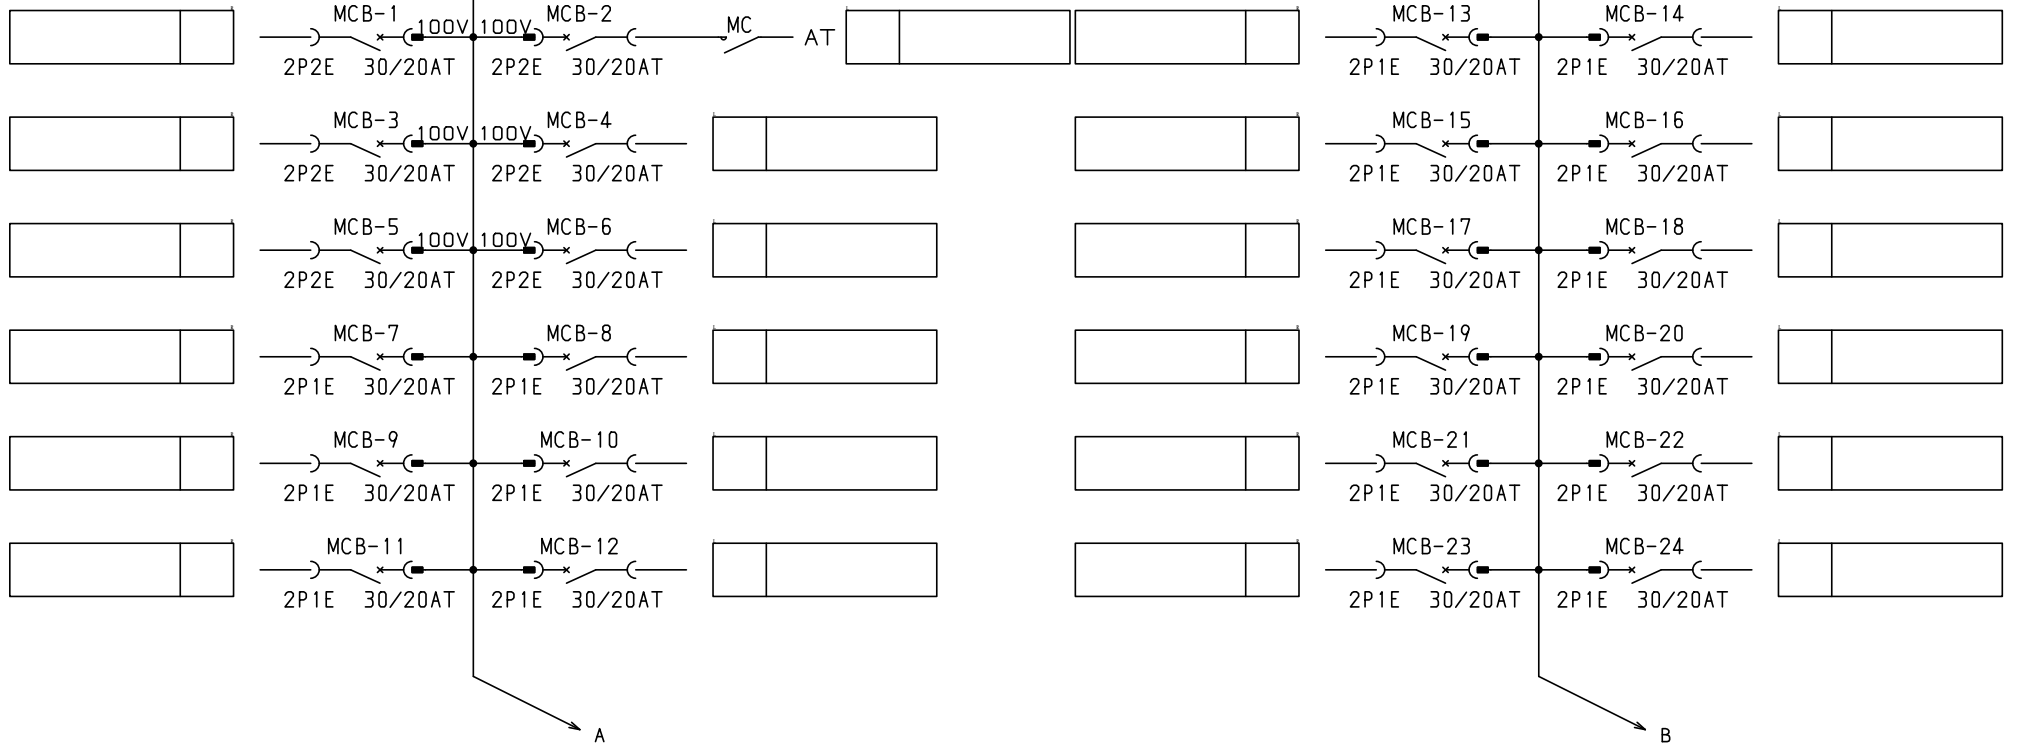 MCB-1 100V 100V MCB-2 MC AT
2P2E 30/20AT 2P2E 30/20AT
MCB-3 100V 100V MCB-4
2P2E 30/20AT 2P2E 30/20AT
MCB-5 100V 100V MCB-6
2P2E 30/20AT 2P2E 30/20AT
MCB-7 MCB-8
2P1E 30/20AT 2P1E 30/20AT
MCB-9 MCB-10
2P1E 30/20AT 2P1E 30/20AT
MCB-11 MCB-12
2P1E 30/20AT 2P1E 30/20AT
A
MCB-13 MCB-14
2P1E 30/20AT 2P1E 30/20AT
MCB-15 MCB-16
2P1E 30/20AT 2P1E 30/20AT
MCB-17 MCB-18
2P1E 30/20AT 2P1E 30/20AT
MCB-19 MCB-20
2P1E 30/20AT 2P1E 30/20AT
MCB-21 MCB-22
2P1E 30/20AT 2P1E 30/20AT
MCB-23 MCB-24
2P1E 30/20AT 2P1E 30/20AT
B